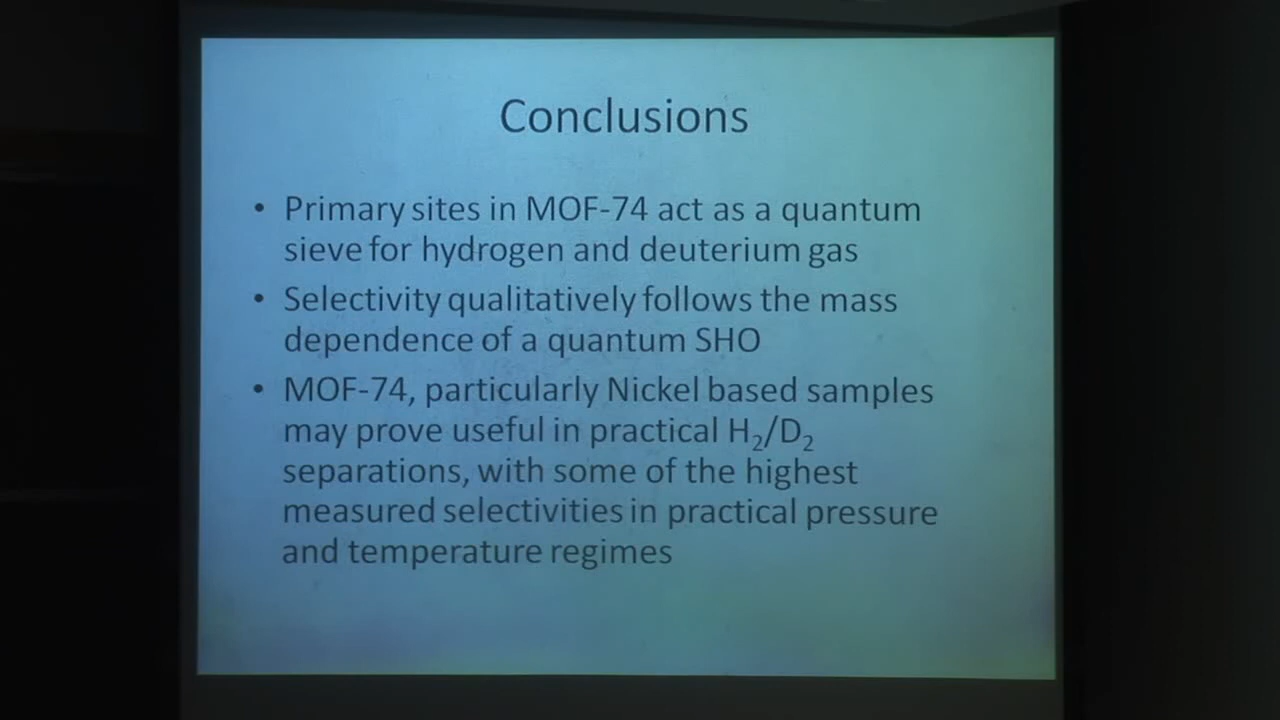 Conclusions
• Primary sites in MOF-74 act as a quantum
sieve for hydrogen and deuterium gas
• Selectivity qualitatively follows the mass
dependence of a quantum SHO
• MOF-74, particularly Nickel based samples
may prove useful in practical H₂/D₂
separations, with some of the highest
measured selectivities in practical pressure
and temperature regimes